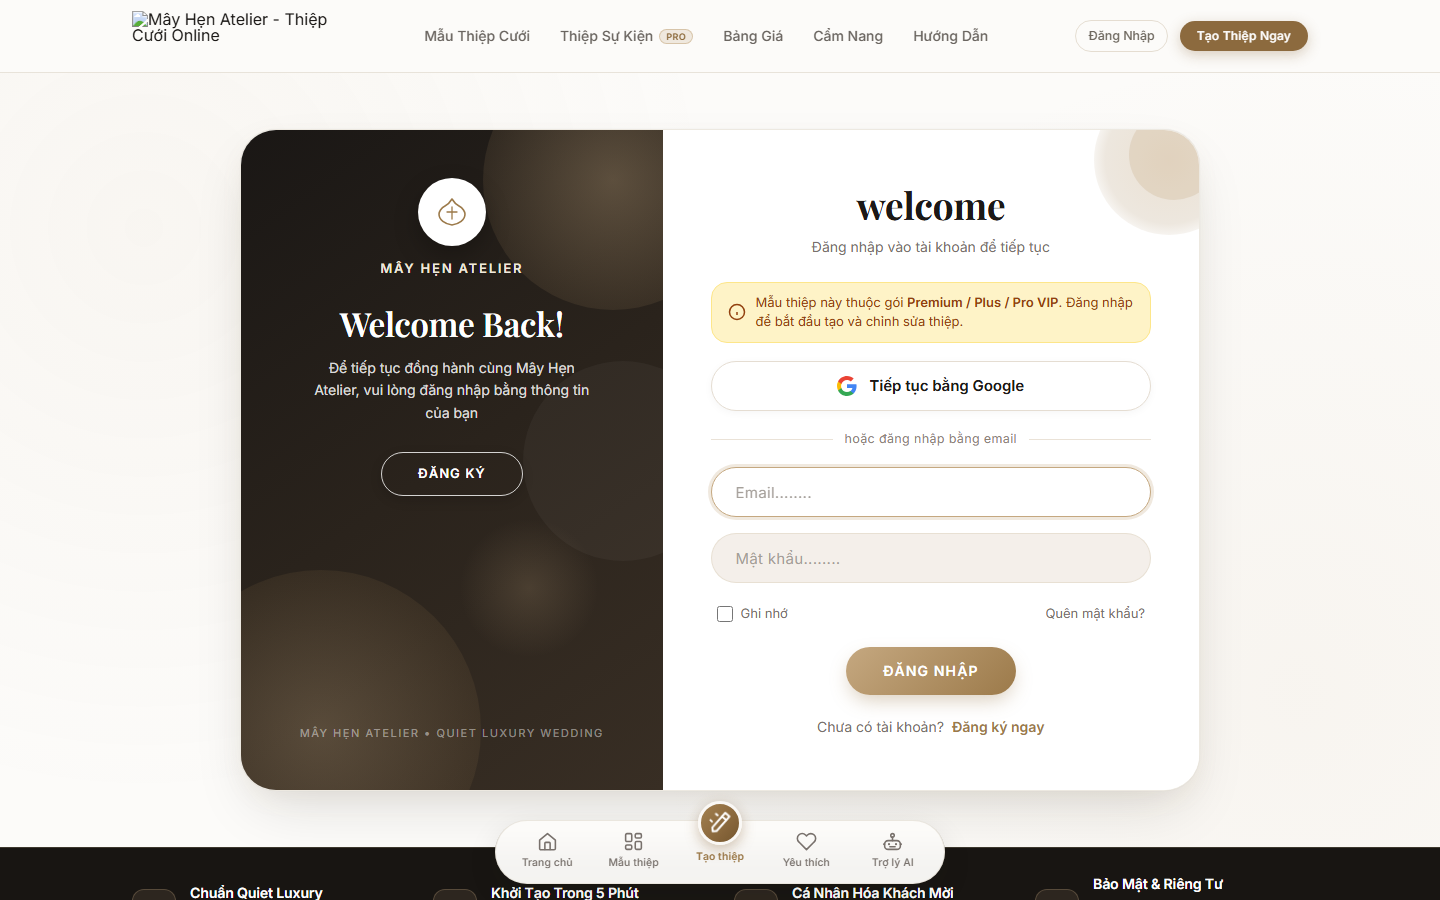 Mây Hẹn Atelier - Thiệp
Cưới Online
Mẫu Thiệp Cưới
Thiệp Sự Kiện PRO
Bảng Giá
Cẩm Nang
Hướng Dẫn
Đăng Nhập
Tạo Thiệp Ngay
MÂY HẸN ATELIER
Welcome Back!
Để tiếp tục đồng hành cùng Mây Hẹn
Atelier, vui lòng đăng nhập bằng thông tin
của bạn
ĐĂNG KÝ
MÂY HẸN ATELIER • QUIET LUXURY WEDDING
welcome
Đăng nhập vào tài khoản để tiếp tục
Mẫu thiệp này thuộc gói Premium / Plus / Pro VIP. Đăng nhập
để bắt đầu tạo và chỉnh sửa thiệp.
Tiếp tục bằng Google
hoặc đăng nhập bằng email
Email........
Mật khẩu........
Ghi nhớ
Quên mật khẩu?
ĐĂNG NHẬP
Chưa có tài khoản? Đăng ký ngay
Trang chủ
Mẫu thiệp
Tạo thiệp
Yêu thích
Trợ lý AI
Chuẩn Quiet Luxury
Khởi Tạo Trong 5 Phút
Cá Nhân Hóa Khách Mời
Bảo Mật & Riêng Tư